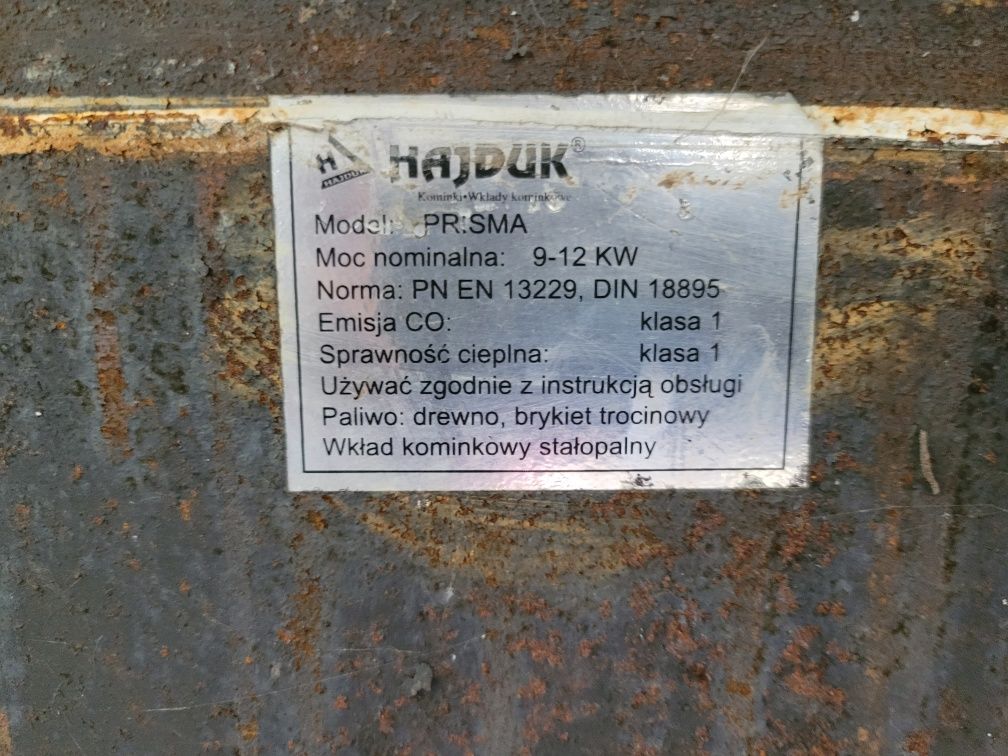 HAJDUK
HAJDUK®
Kominki•Wkłady kominkowe
Model: PRISMA
Moc nominalna: 9-12 KW
Norma: PN EN 13229, DIN 18895
Emisja CO: klasa 1
Sprawność cieplna: klasa 1
Używać zgodnie z instrukcją obsługi
Paliwo: drewno, brykiet trocinowy
Wkład kominkowy stałopalny